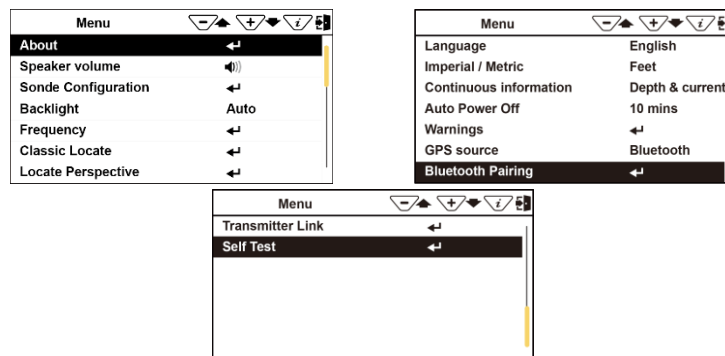 Menu - + i
About
Speaker volume
Sonde Configuration
Backlight Auto
Frequency
Classic Locate
Locate Perspective
Menu - + i
Language English
Imperial / Metric Feet
Continuous information Depth & current
Auto Power Off 10 mins
Warnings
GPS source Bluetooth
Bluetooth Pairing
Menu - + i
Transmitter Link
Self Test